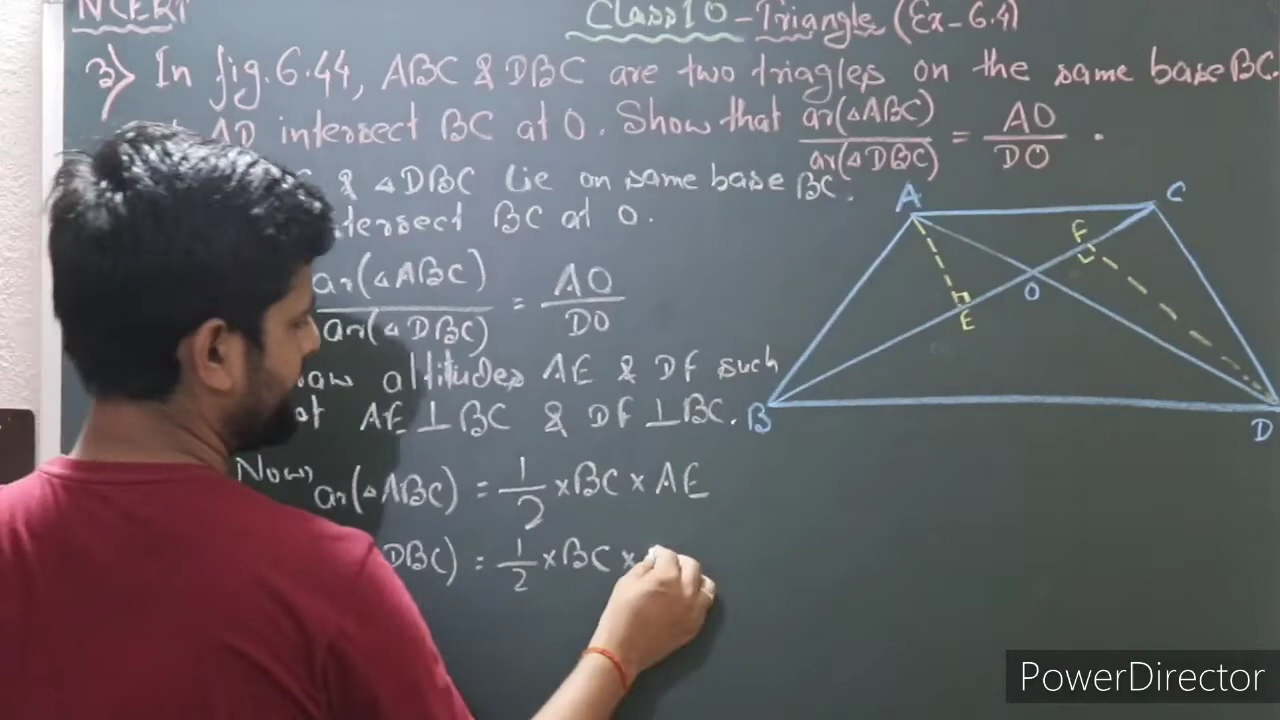 NCERT
Class 10 - Triangle (Ex - 6.4)
3) In fig. 6.44, ABC & DBC are two triagles on the same base BC.
AD intersect BC at O. Show that ar(△ABC)/ar(△DBC) = AO/DO .
& △DBC lie on same base BC.
BC at O.
ar(△ABC)/ar(△DBC) = AO/DO
altitudes AE & DF such
AE ⊥ BC & DF ⊥ BC.
Now,
ar(△ABC) = 1/2 × BC × AE
DBC) = 1/2 × BC ×
A
C
F
O
E
B
D
PowerDirector